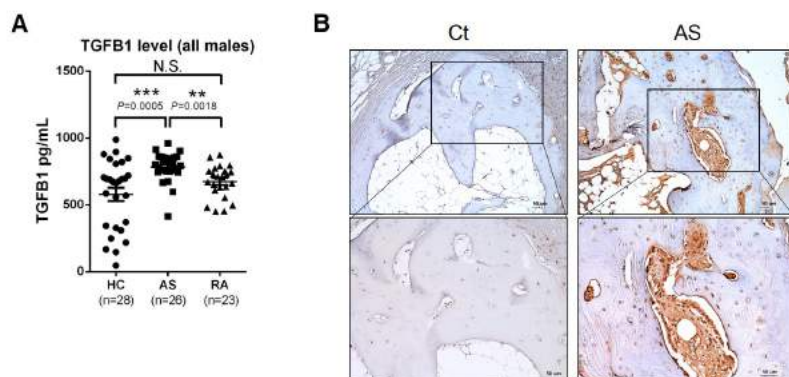 A
TGFB1 level (all males)
N.S.
***
**
P=0.0005
P=0.0018
TGFB1 pg/mL
1500
1000
500
0
HC
AS
RA
(n=28)
(n=26)
(n=23)
B
Ct
AS